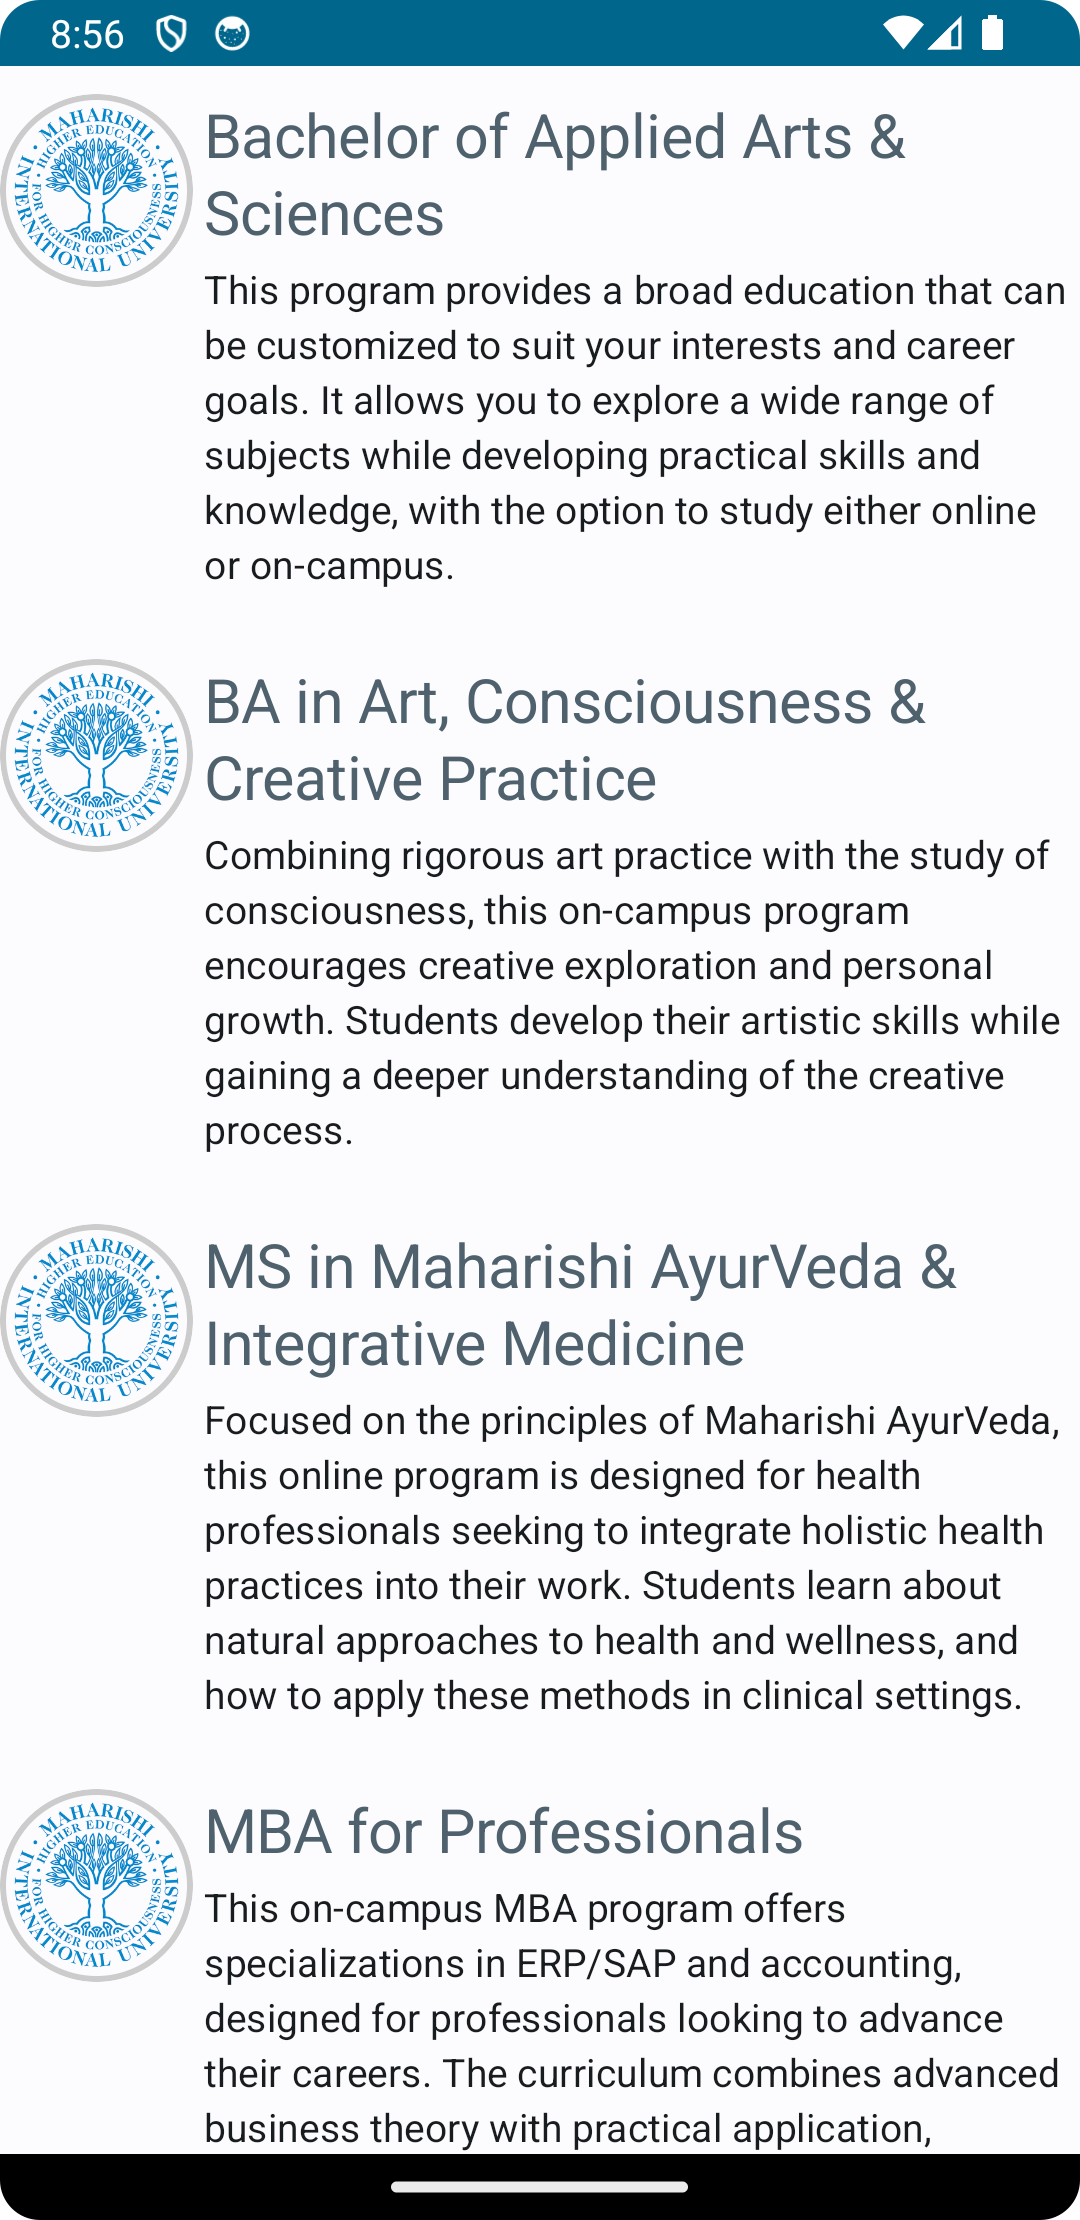 8:56
MAHARISHI INTERNATIONAL UNIVERSITY
HIGHER EDUCATION FOR HIGHER CONSCIOUSNESS
Bachelor of Applied Arts &
Sciences
This program provides a broad education that can
be customized to suit your interests and career
goals. It allows you to explore a wide range of
subjects while developing practical skills and
knowledge, with the option to study either online
or on-campus.
MAHARISHI INTERNATIONAL UNIVERSITY
HIGHER EDUCATION FOR HIGHER CONSCIOUSNESS
BA in Art, Consciousness &
Creative Practice
Combining rigorous art practice with the study of
consciousness, this on-campus program
encourages creative exploration and personal
growth. Students develop their artistic skills while
gaining a deeper understanding of the creative
process.
MAHARISHI INTERNATIONAL UNIVERSITY
HIGHER EDUCATION FOR HIGHER CONSCIOUSNESS
MS in Maharishi AyurVeda &
Integrative Medicine
Focused on the principles of Maharishi AyurVeda,
this online program is designed for health
professionals seeking to integrate holistic health
practices into their work. Students learn about
natural approaches to health and wellness, and
how to apply these methods in clinical settings.
MAHARISHI INTERNATIONAL UNIVERSITY
HIGHER EDUCATION FOR HIGHER CONSCIOUSNESS
MBA for Professionals
This on-campus MBA program offers
specializations in ERP/SAP and accounting,
designed for professionals looking to advance
their careers. The curriculum combines advanced
business theory with practical application,